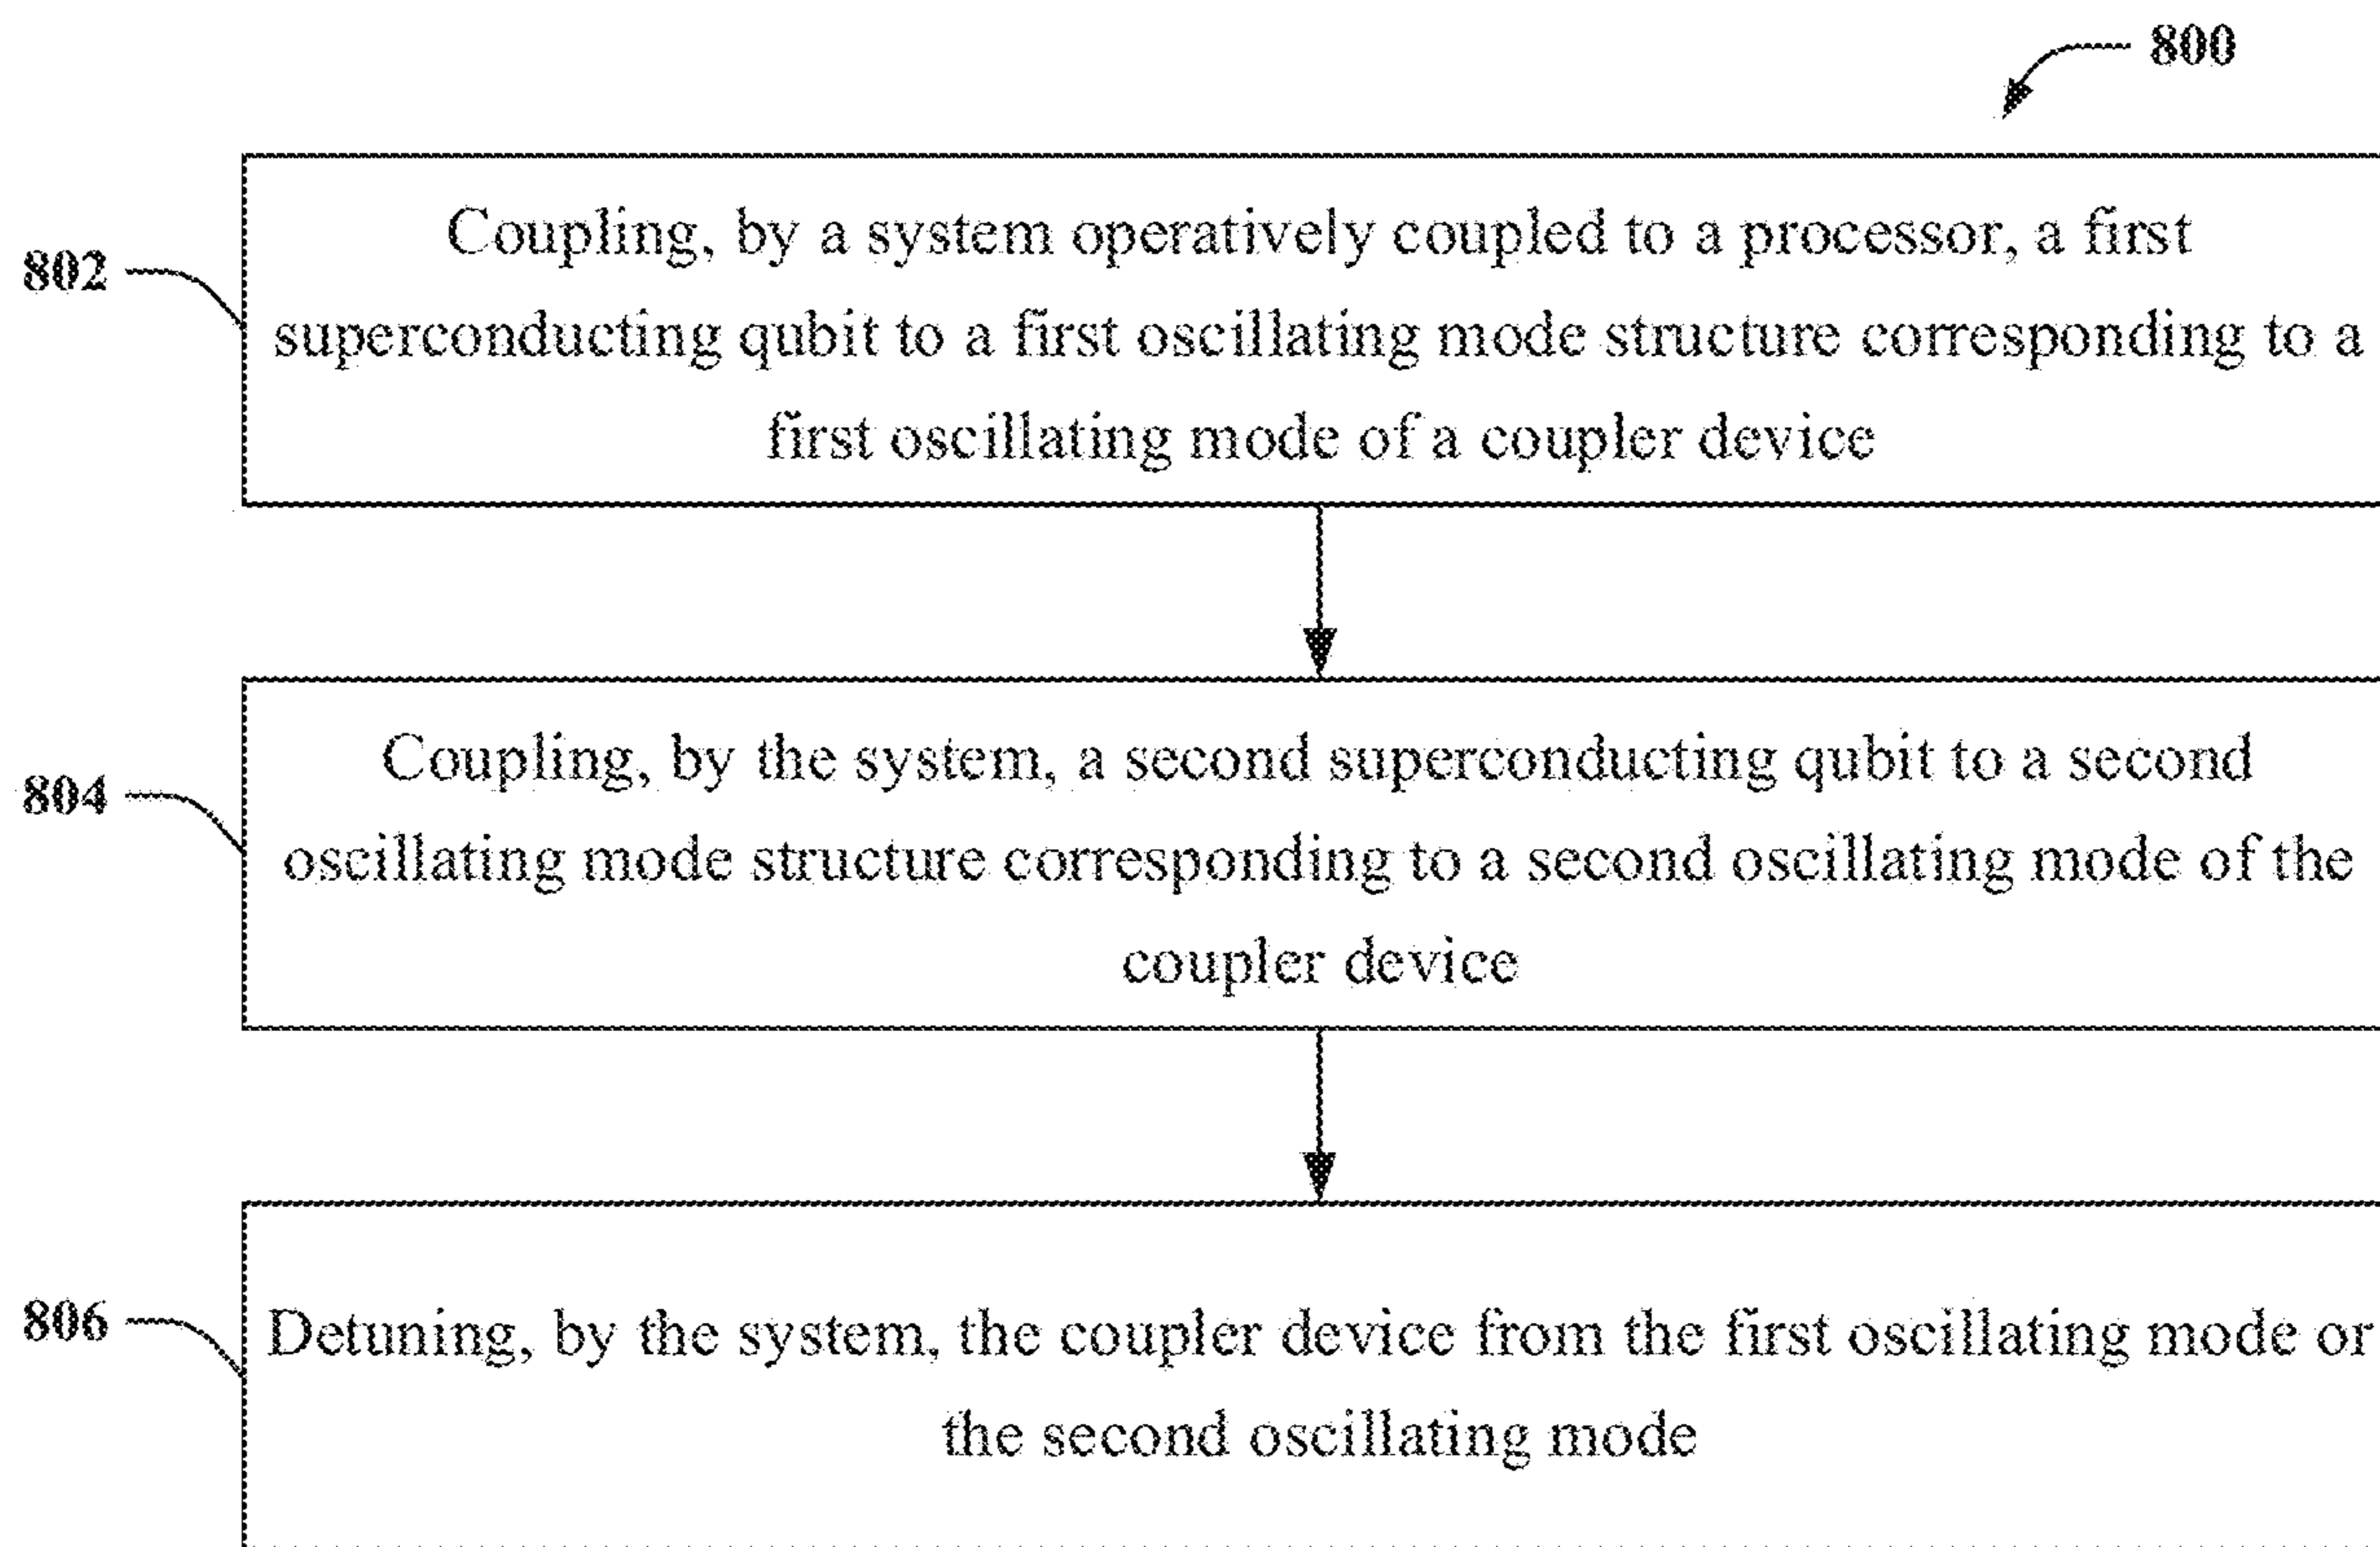 800
802
Coupling, by a system operatively coupled to a processor, a first
superconducting qubit to a first oscillating mode structure corresponding to a
first oscillating mode of a coupler device
804
Coupling, by the system, a second superconducting qubit to a second
oscillating mode structure corresponding to a second oscillating mode of the
coupler device
806
Detuning, by the system, the coupler device from the first oscillating mode or
the second oscillating mode